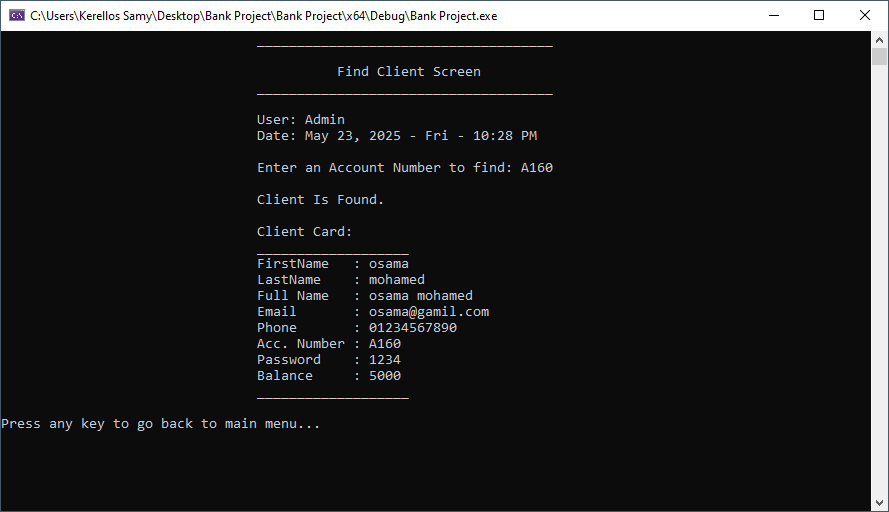 C:\Users\Kerellos Samy\Desktop\Bank Project\Bank Project\x64\Debug\Bank Project.exe
_____________________________________
Find Client Screen
_____________________________________
User: Admin
Date: May 23, 2025 - Fri - 10:28 PM
Enter an Account Number to find: A160
Client Is Found.
Client Card:
___________________
FirstName   : osama
LastName    : mohamed
Full Name   : osama mohamed
Email       : osama@gamil.com
Phone       : 01234567890
Acc. Number : A160
Password    : 1234
Balance     : 5000
___________________
Press any key to go back to main menu...